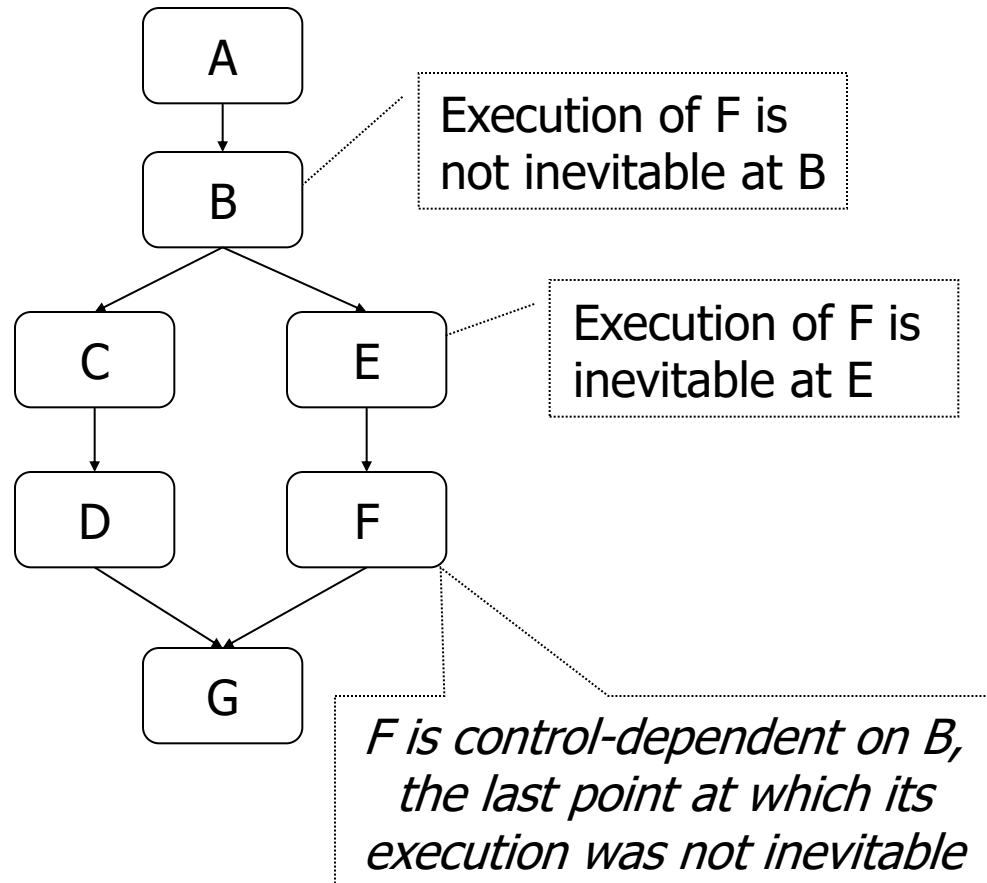 A
Execution of F is
not inevitable at B
B
Execution of F is
inevitable at E
C
E
D
F
G
F is control-dependent on B,
the last point at which its
execution was not inevitable